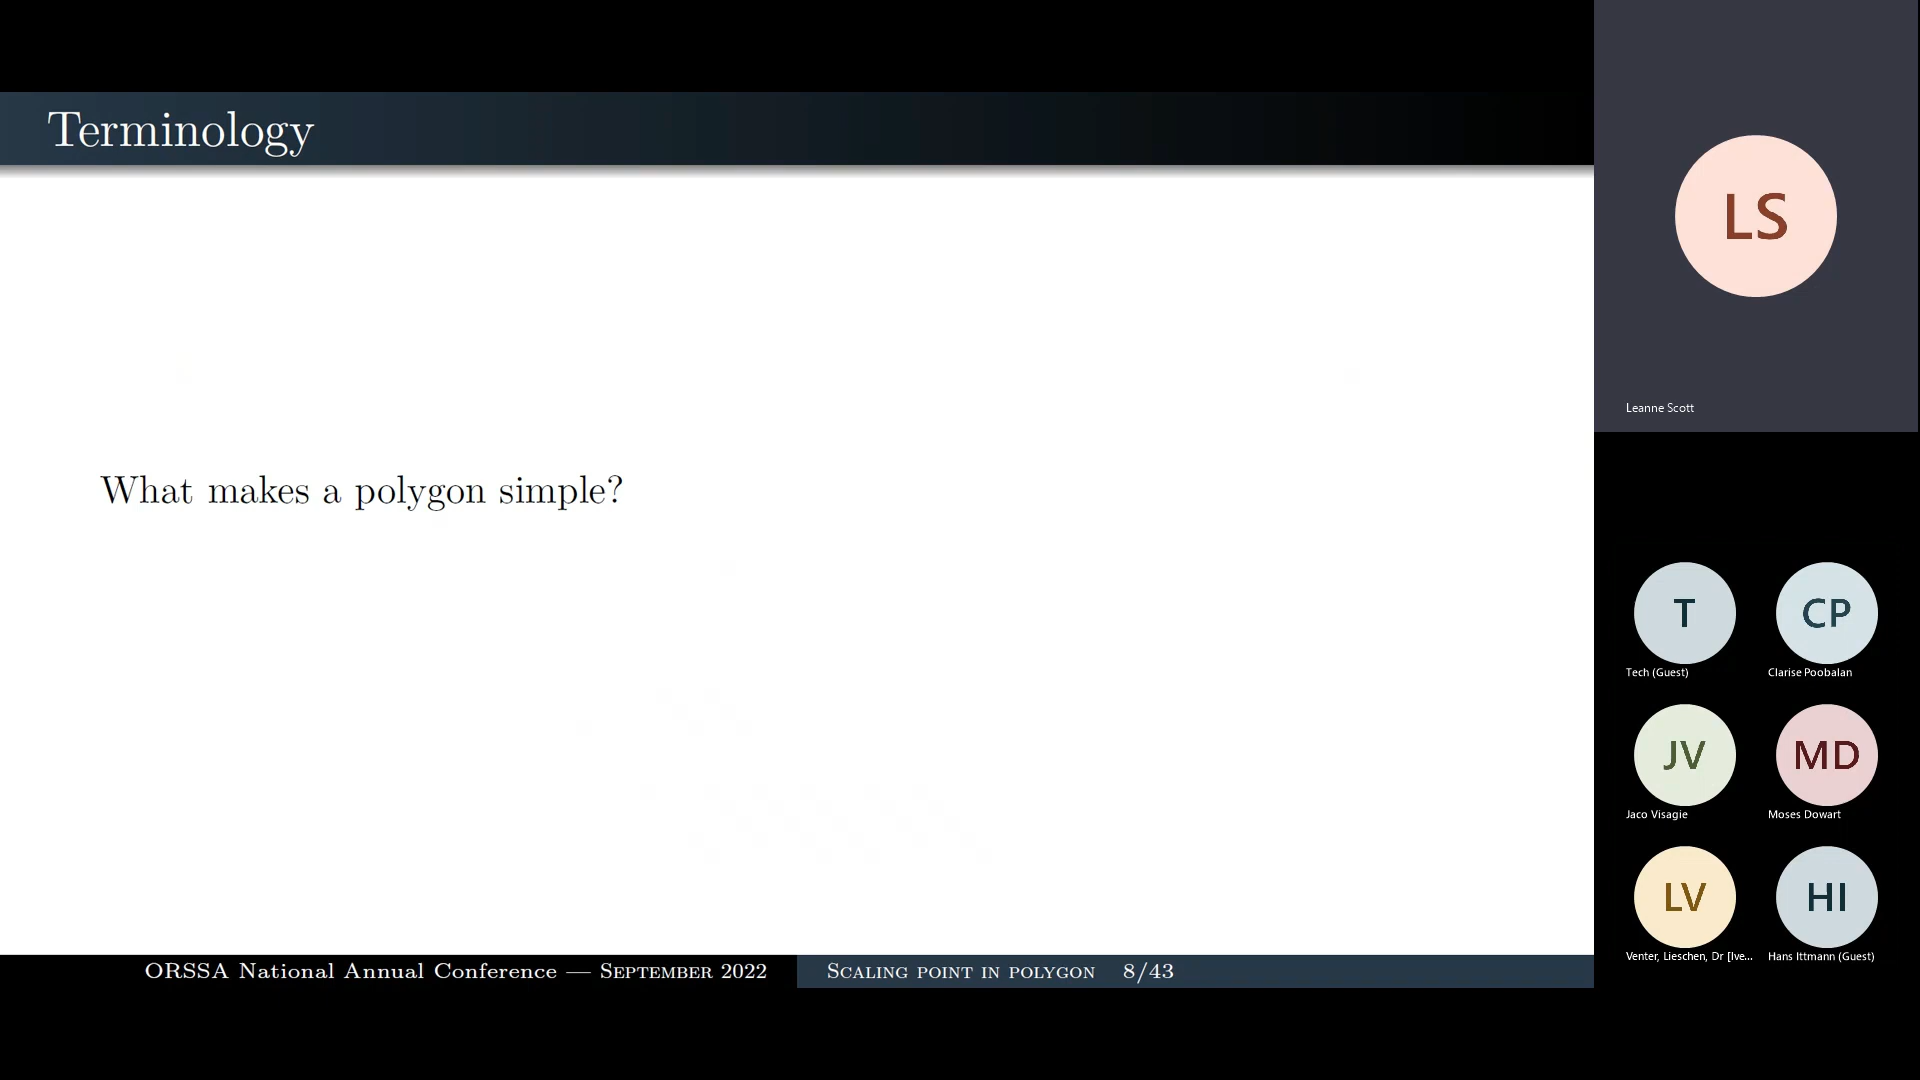 Terminology
What makes a polygon simple?
ORSSA National Annual Conference — September 2022
Scaling point in polygon 8/43
LS
Leanne Scott
T
CP
Tech (Guest)
Clarise Poobalan
JV
MD
Jaco Visagie
Moses Dowart
LV
HI
Venter, Lieschen, Dr [lve...
Hans Ittmann (Guest)